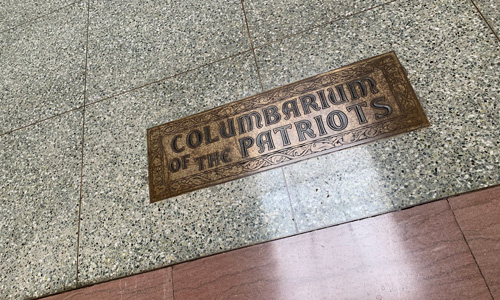 COLUMBARIUM
OF THE PATRIOTS